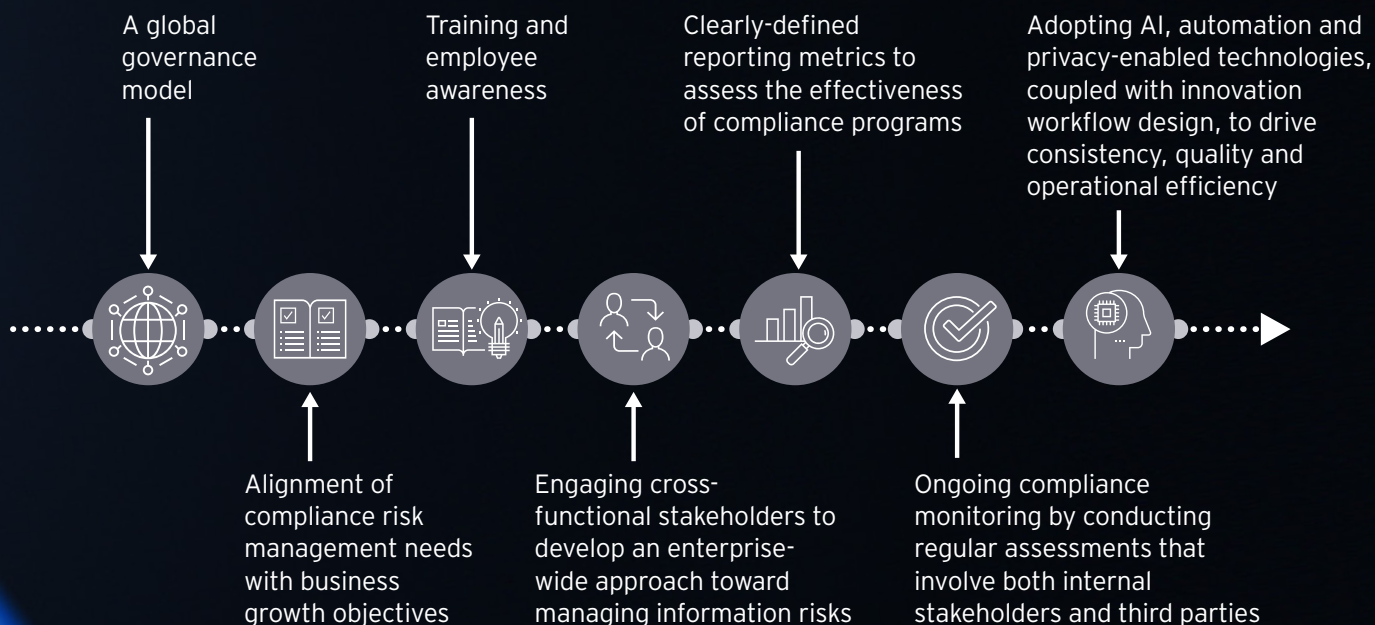 A global
governance
model
Training and
employee
awareness
Clearly-defined
reporting metrics to
assess the effectiveness
of compliance programs
Adopting AI, automation and
privacy-enabled technologies,
coupled with innovation
workflow design, to drive
consistency, quality and
operational efficiency
Alignment of
compliance risk
management needs
with business
growth objectives
Engaging cross-
functional stakeholders to
develop an enterprise-
wide approach toward
managing information risks
Ongoing compliance
monitoring by conducting
regular assessments that
involve both internal
stakeholders and third parties